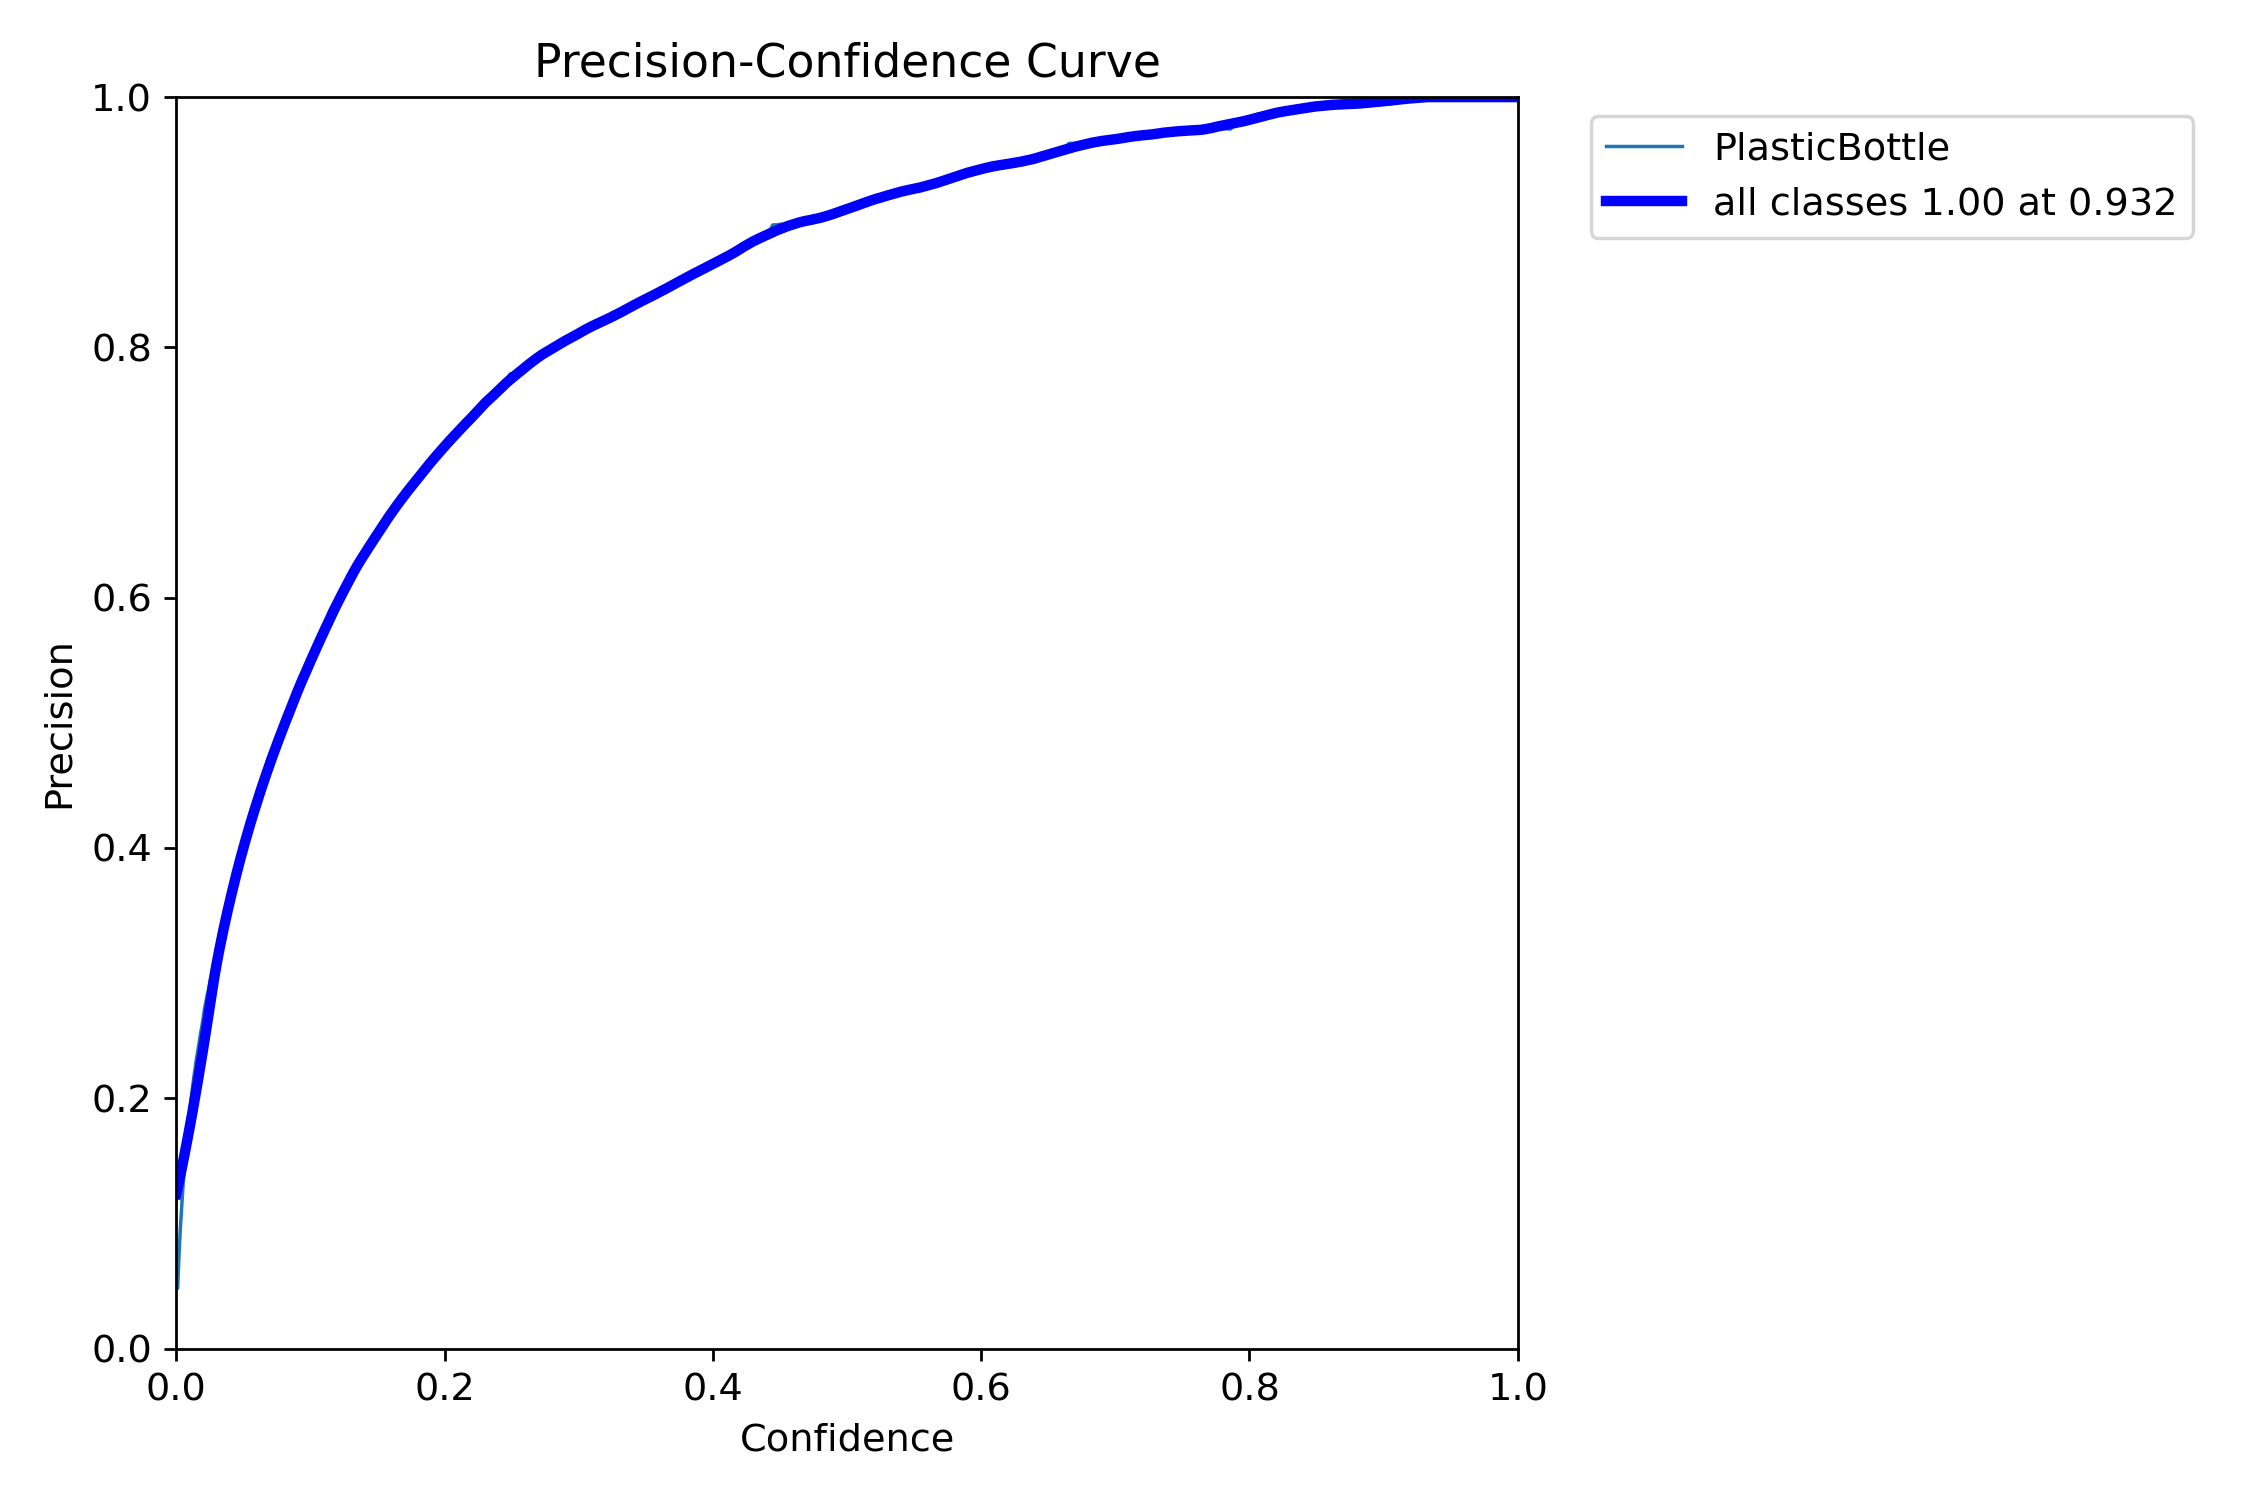 Precision-Confidence Curve
1.0
0.8
0.6
0.4
0.2
0.0
Precision
0.0 0.2 0.4 0.6 0.8 1.0
Confidence
PlasticBottle
all classes 1.00 at 0.932